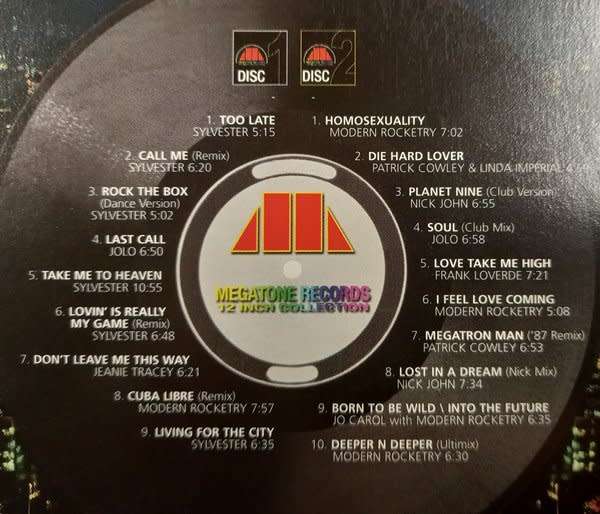 DISC 1
DISC 2
1. TOO LATE
SYLVESTER 5:15
2. CALL ME (Remix)
SYLVESTER 6:20
3. ROCK THE BOX
(Dance Version)
SYLVESTER 5:02
4. LAST CALL
JOLO 6:50
5. TAKE ME TO HEAVEN
SYLVESTER 10:55
6. LOVIN' IS REALLY
MY GAME (Remix)
SYLVESTER 6:48
7. DON'T LEAVE ME THIS WAY
JEANIE TRACEY 6:21
8. CUBA LIBRE (Remix)
MODERN ROCKETRY 7:57
9. LIVING FOR THE CITY
SYLVESTER 6:35
MEGATONE RECORDS
12 INCH COLLECTION
1. HOMOSEXUALITY
MODERN ROCKETRY 7:02
2. DIE HARD LOVER
PATRICK COWLEY & LINDA IMPERIAL
3. PLANET NINE (Club Version)
NICK JOHN 6:55
4. SOUL (Club Mix)
JOLO 6:58
5. LOVE TAKE ME HIGH
FRANK LOVERDE 7:21
6. I FEEL LOVE COMING
MODERN ROCKETRY 5:08
7. MEGATRON MAN ('87 Remix)
PATRICK COWLEY 6:53
8. LOST IN A DREAM (Nick Mix)
NICK JOHN 7:34
9. BORN TO BE WILD \ INTO THE FUTURE
JO CAROL with MODERN ROCKETRY 6:35
10. DEEPER N DEEPER (Ultimix)
MODERN ROCKETRY 6:30